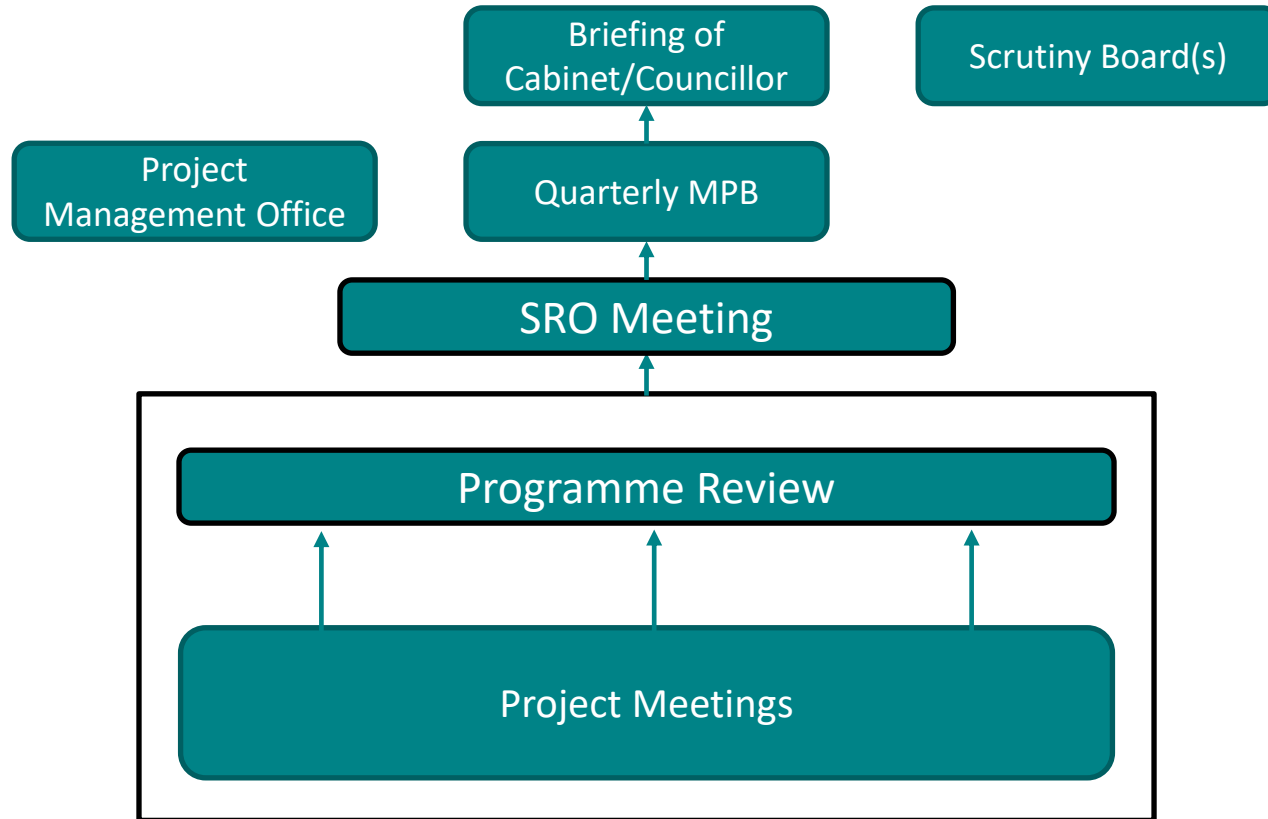 Briefing of
Cabinet/Councillor
Scrutiny Board(s)
Project
Management Office
Quarterly MPB
SRO Meeting
Programme Review
Project Meetings